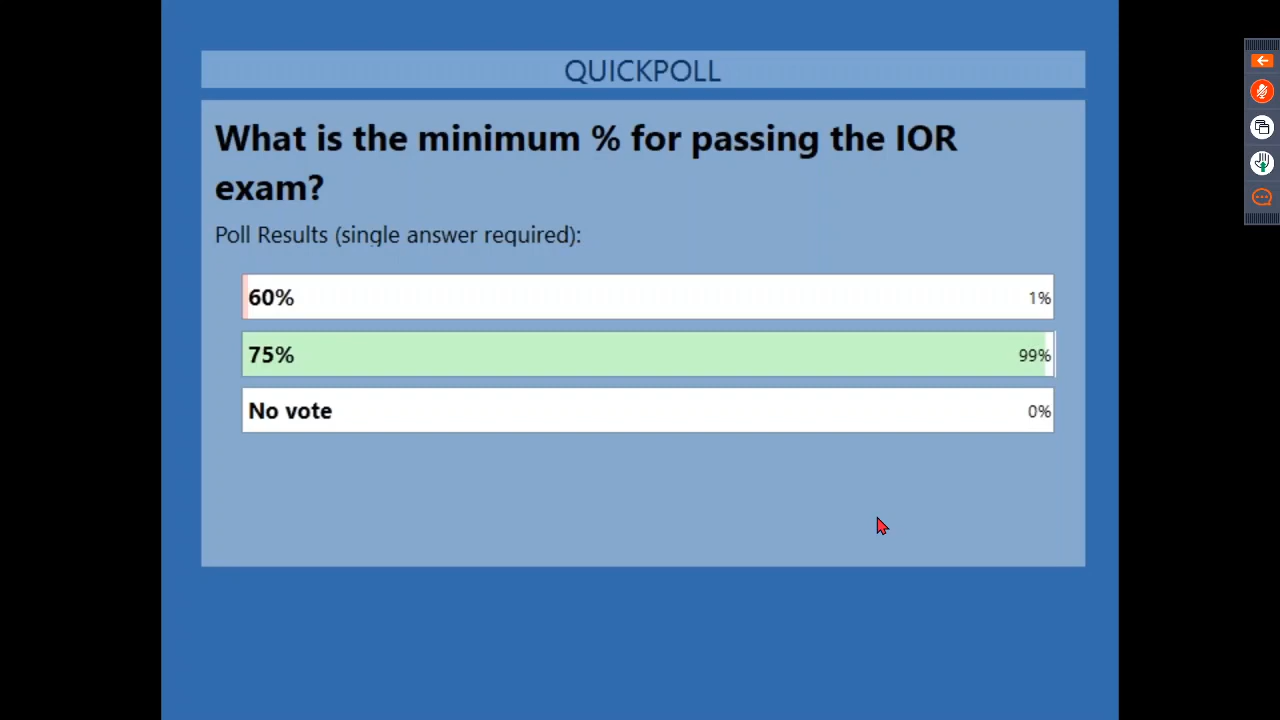 QUICKPOLL
What is the minimum % for passing the IOR
exam?
Poll Results (single answer required):
60% 1%
75% 99%
No vote 0%